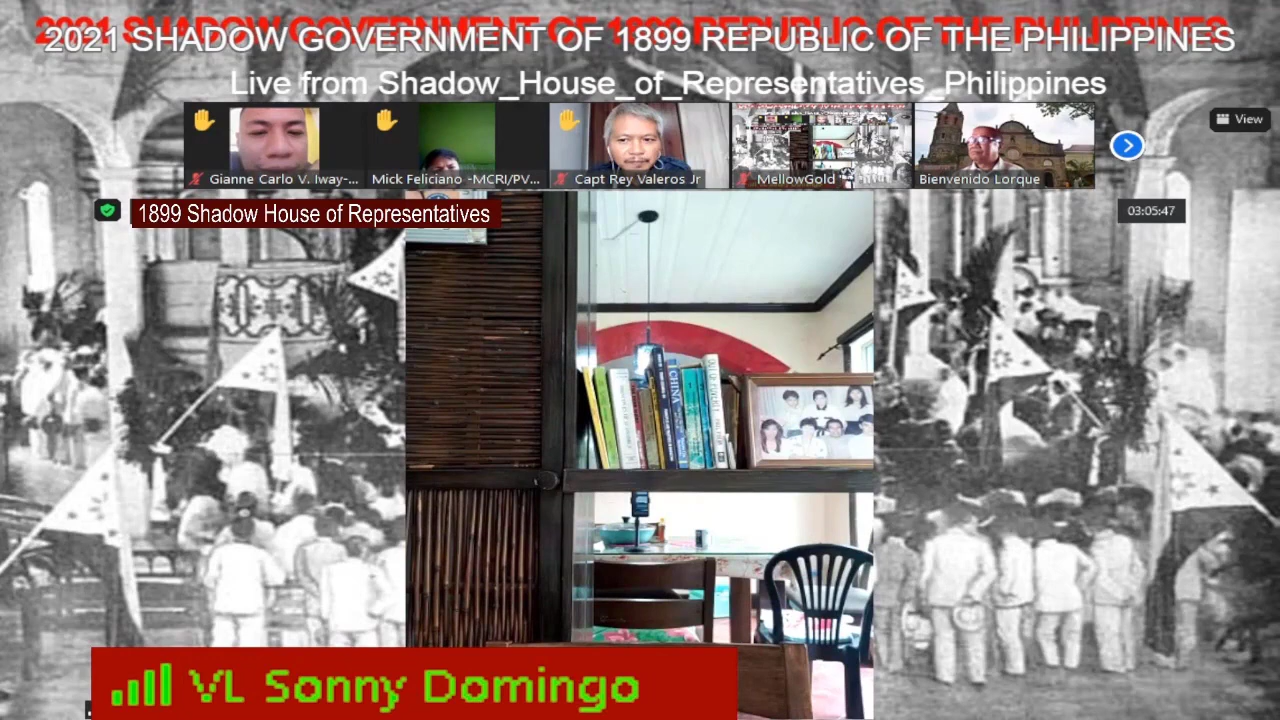 2021 SHADOW GOVERNMENT OF 1899 REPUBLIC OF THE PHILIPPINES
Live from Shadow_House_of_Representatives_Philippines
View
Gianne Carlo V. Iway-...
Mick Feliciano -MCRI/PV...
Capt Rey Valeros Jr
MellowGold
Bienvenido Lorque
1899 Shadow House of Representatives
03:05:47
CHINA
VL Sonny Domingo